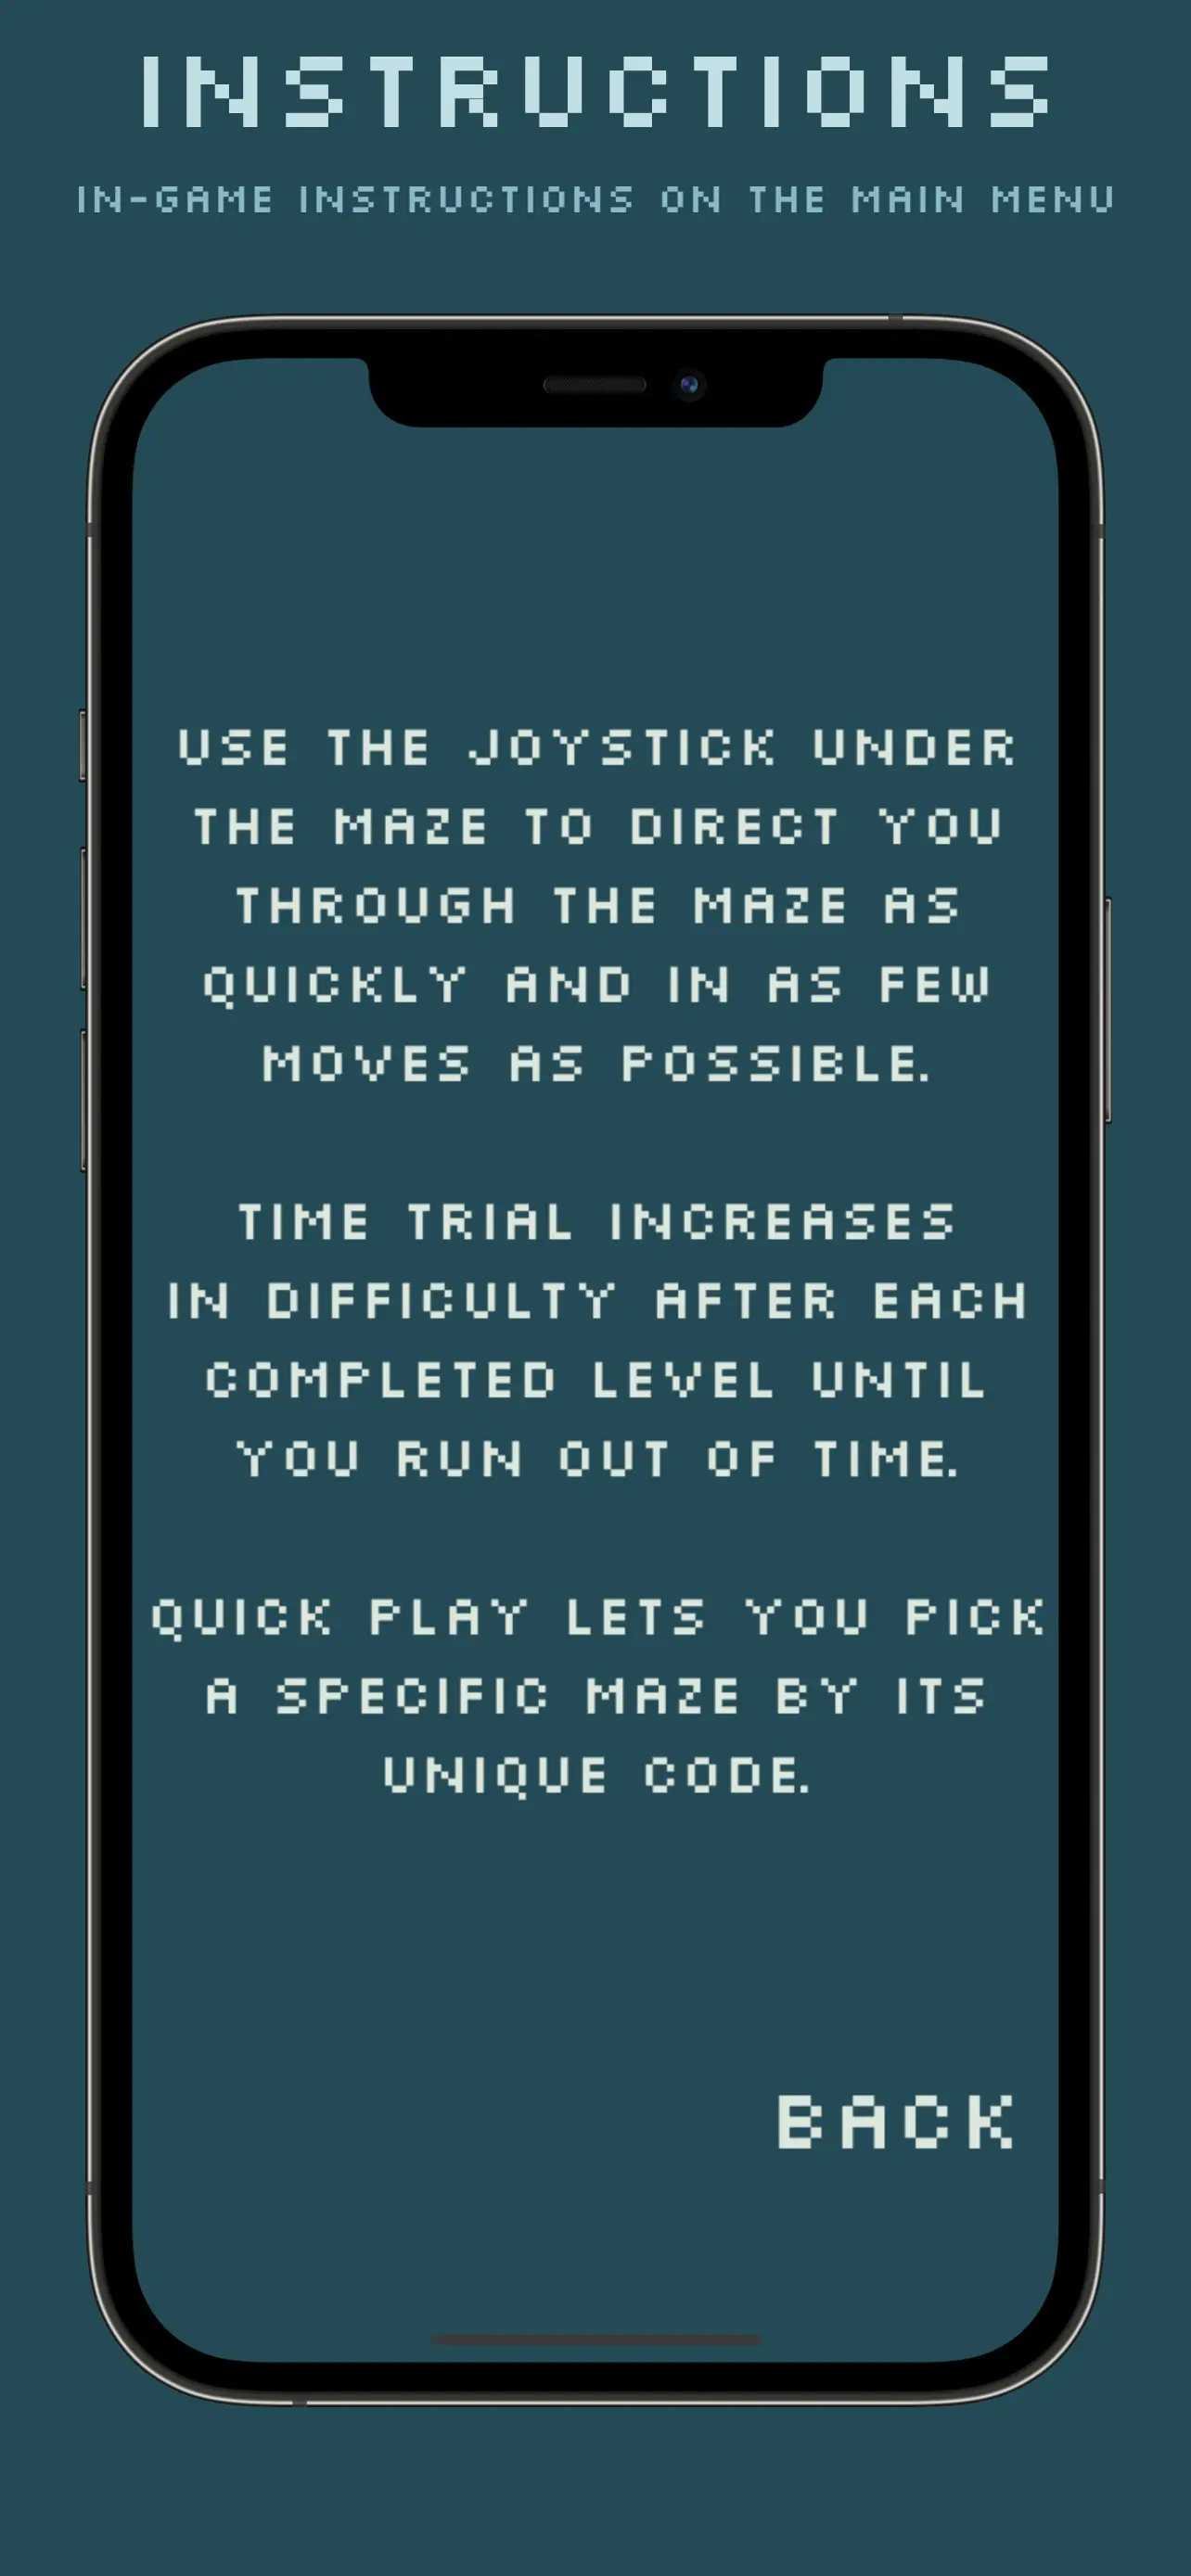 INSTRUCTIONS
IN-GAME INSTRUCTIONS ON THE MAIN MENU
USE THE JOYSTICK UNDER
THE MAZE TO DIRECT YOU
THROUGH THE MAZE AS
QUICKLY AND IN AS FEW
MOVES AS POSSIBLE.
TIME TRIAL INCREASES
IN DIFFICULTY AFTER EACH
COMPLETED LEVEL UNTIL
YOU RUN OUT OF TIME.
QUICK PLAY LETS YOU PICK
A SPECIFIC MAZE BY ITS
UNIQUE CODE.
BACK